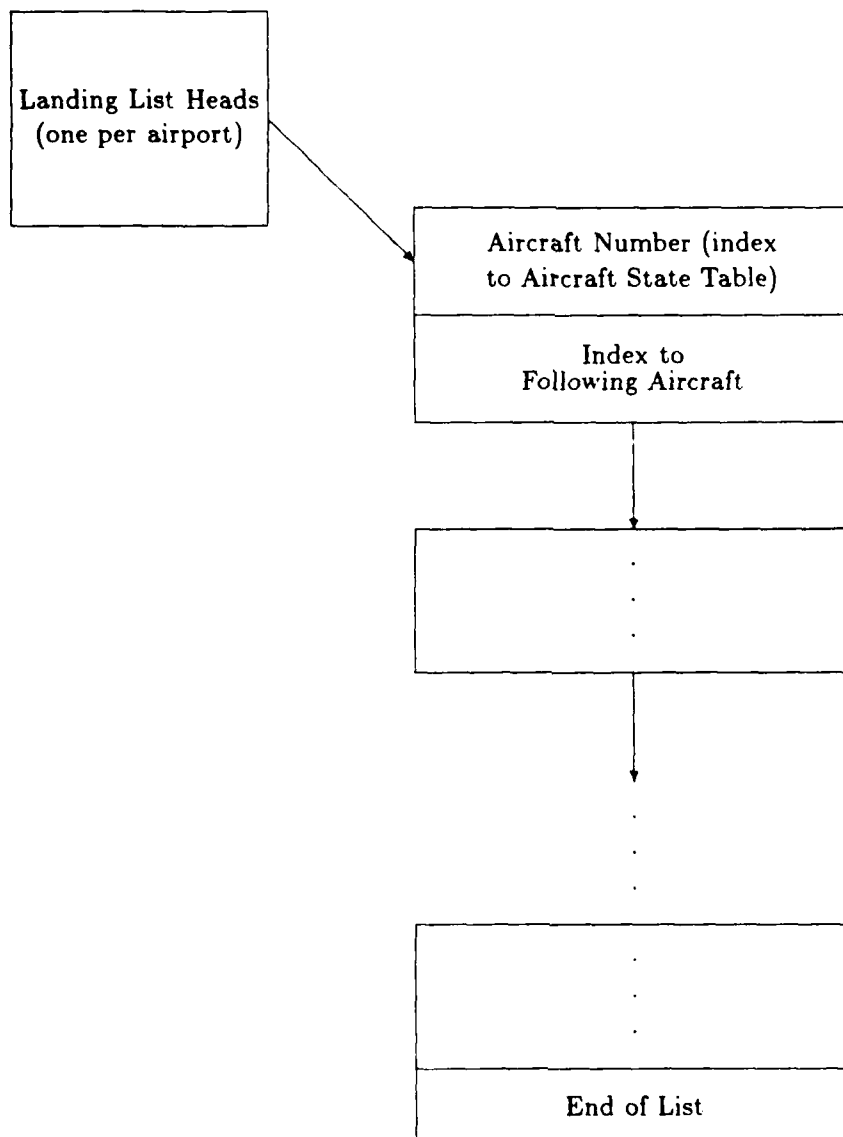 Landing List Heads
(one per airport)
Aircraft Number (index
to Aircraft State Table)
Index to
Following Aircraft
End of List